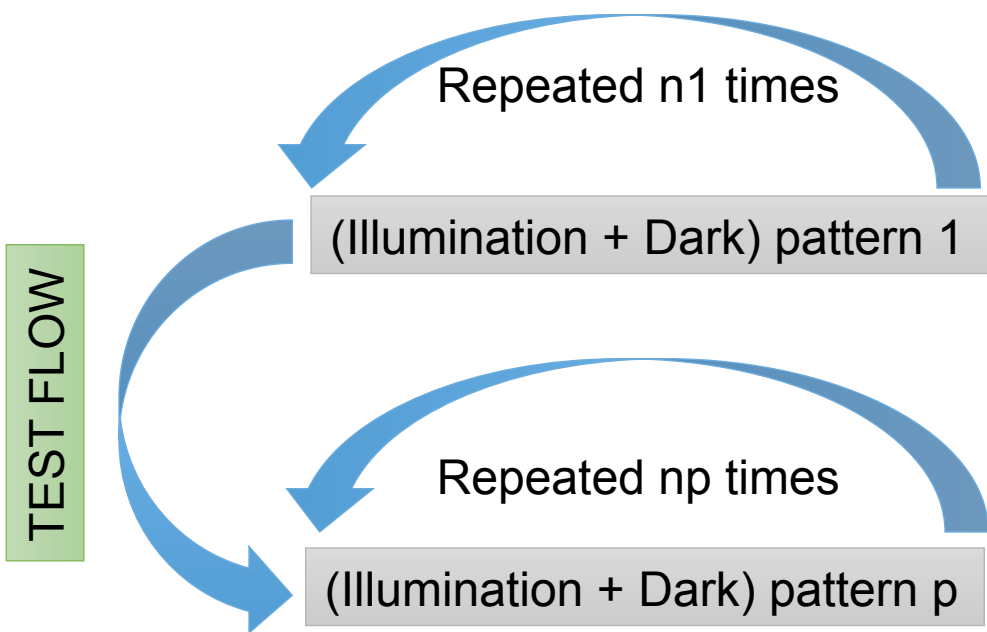 Repeated n1 times
(Illumination + Dark) pattern 1
TEST FLOW
Repeated np times
(Illumination + Dark) pattern p